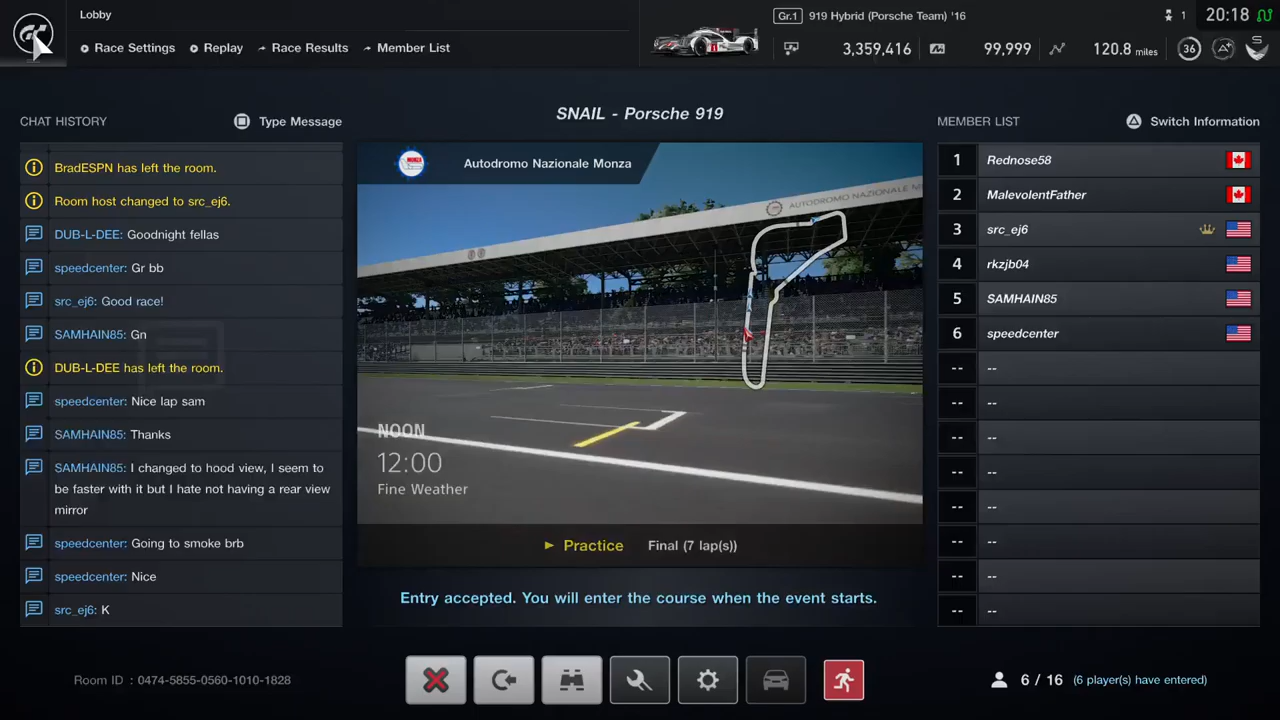 Lobby
Race Settings
Replay
Race Results
Member List
Gr.1
919 Hybrid (Porsche Team) '16
1
20:18
3,359,416
99,999
120.8 miles
36
A+
S
CHAT HISTORY
Type Message
BradESPN has left the room.
Room host changed to src_ej6.
DUB-L-DEE: Goodnight fellas
speedcenter: Gr bb
src_ej6: Good race!
SAMHAIN85: Gn
DUB-L-DEE has left the room.
speedcenter: Nice lap sam
SAMHAIN85: Thanks
SAMHAIN85: I changed to hood view, I seem to
be faster with it but I hate not having a rear view
mirror
speedcenter: Going to smoke brb
speedcenter: Nice
src_ej6: K
SNAIL - Porsche 919
Autodromo Nazionale Monza
AUTODROMO NAZIONALE M
NOON
12:00
Fine Weather
Practice
Final (7 lap(s))
Entry accepted. You will enter the course when the event starts.
MEMBER LIST
Switch Information
1 Rednose58
2 MalevolentFather
3 src_ej6
4 rkzjb04
5 SAMHAIN85
6 speedcenter
-- --
-- --
-- --
-- --
-- --
-- --
-- --
-- --
Room ID : 0474-5855-0560-1010-1828
6 / 16
(6 player(s) have entered)